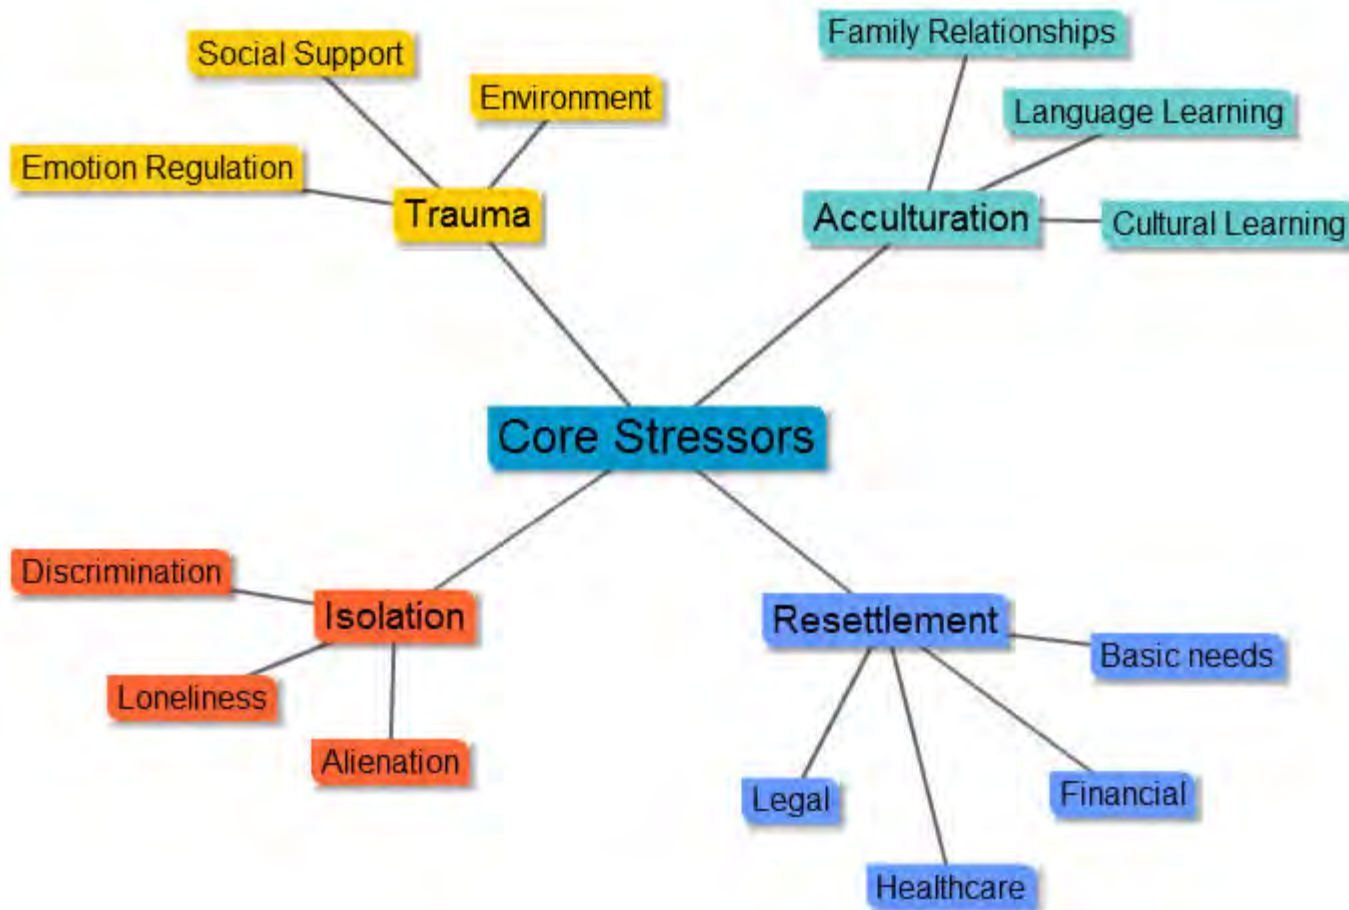 Family Relationships
Social Support
Environment
Language Learning
Emotion Regulation
Trauma
Acculturation
Cultural Learning
Core Stressors
Discrimination
Isolation
Resettlement
Basic needs
Loneliness
Alienation
Legal
Financial
Healthcare